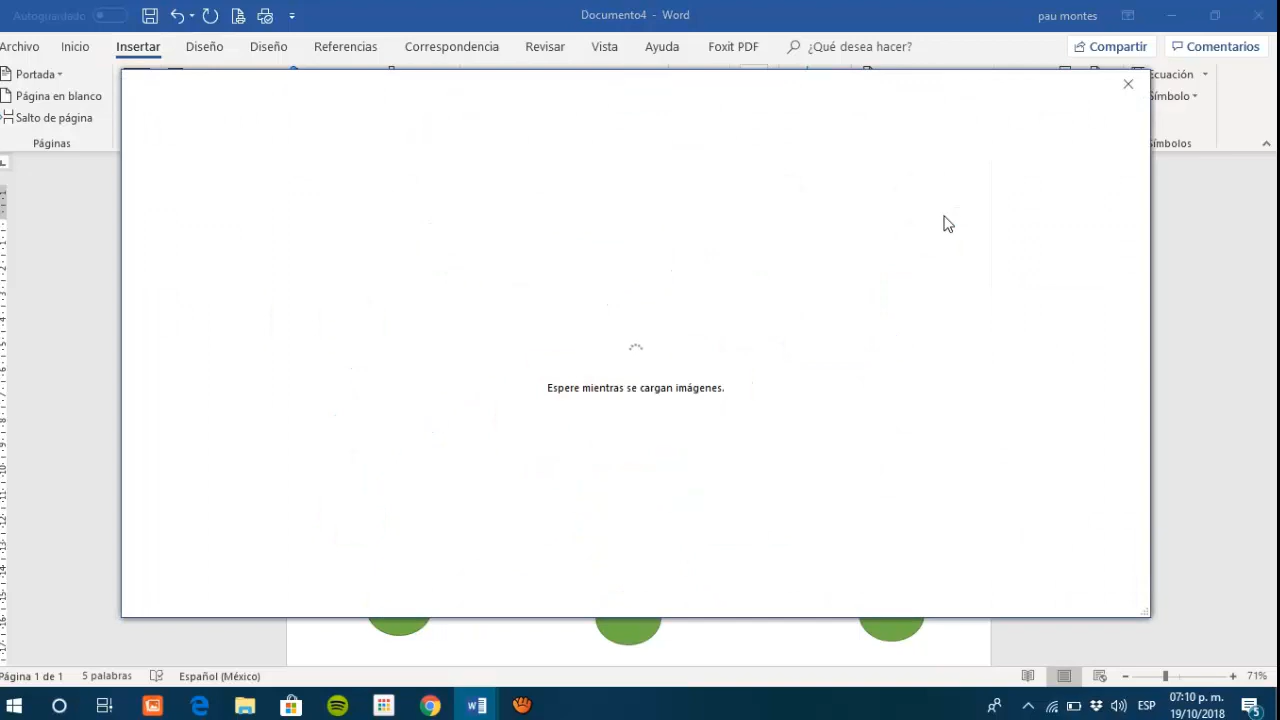 Autoguardado
Documento4 - Word
pau montes
Archivo Inicio Insertar Diseño Diseño Referencias Correspondencia Revisar Vista Ayuda Foxit PDF ¿Qué desea hacer? Compartir Comentarios
Portada
Página en blanco
Salto de página
Páginas
Ecuación
Símbolo
Símbolos
Espere mientras se cargan imágenes.
Página 1 de 1 5 palabras Español (México) 71%
07:10 p. m.
ESP
19/10/2018
5